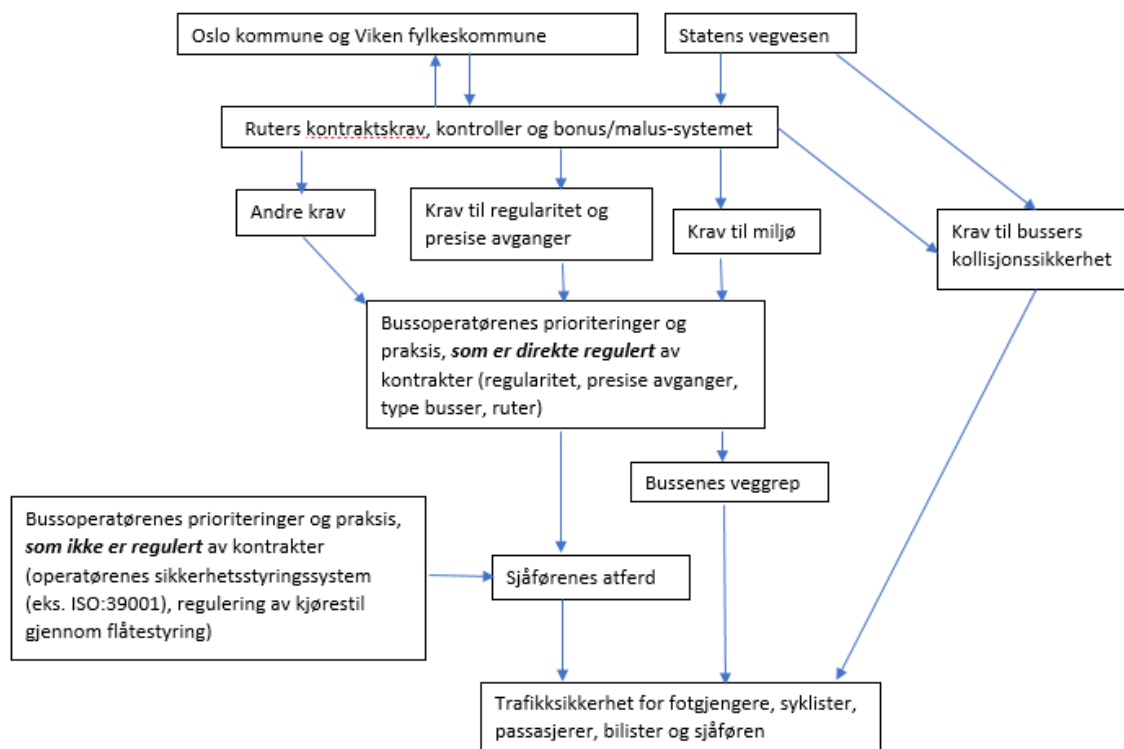 Oslo kommune og Viken fylkeskommune
Statens vegvesen
Ruters kontraktskrav, kontroller og bonus/malus-systemet
Andre krav
Krav til regularitet og
presise avganger
Krav til miljø
Krav til bussers
kollisjonssikkerhet
Bussoperatørenes prioriteringer og
praksis, som er direkte regulert av
kontrakter (regularitet, presise avganger,
type busser, ruter)
Bussenes veggrep
Bussoperatørenes prioriteringer og praksis,
som ikke er regulert av kontrakter
(operatørenes sikkerhetsstyringssystem
(eks. ISO:39001), regulering av kjørestil
gjennom flåtestyring)
Sjåførenes atferd
Trafikksikkerhet for fotgjengere, syklister,
passasjerer, bilister og sjåføren